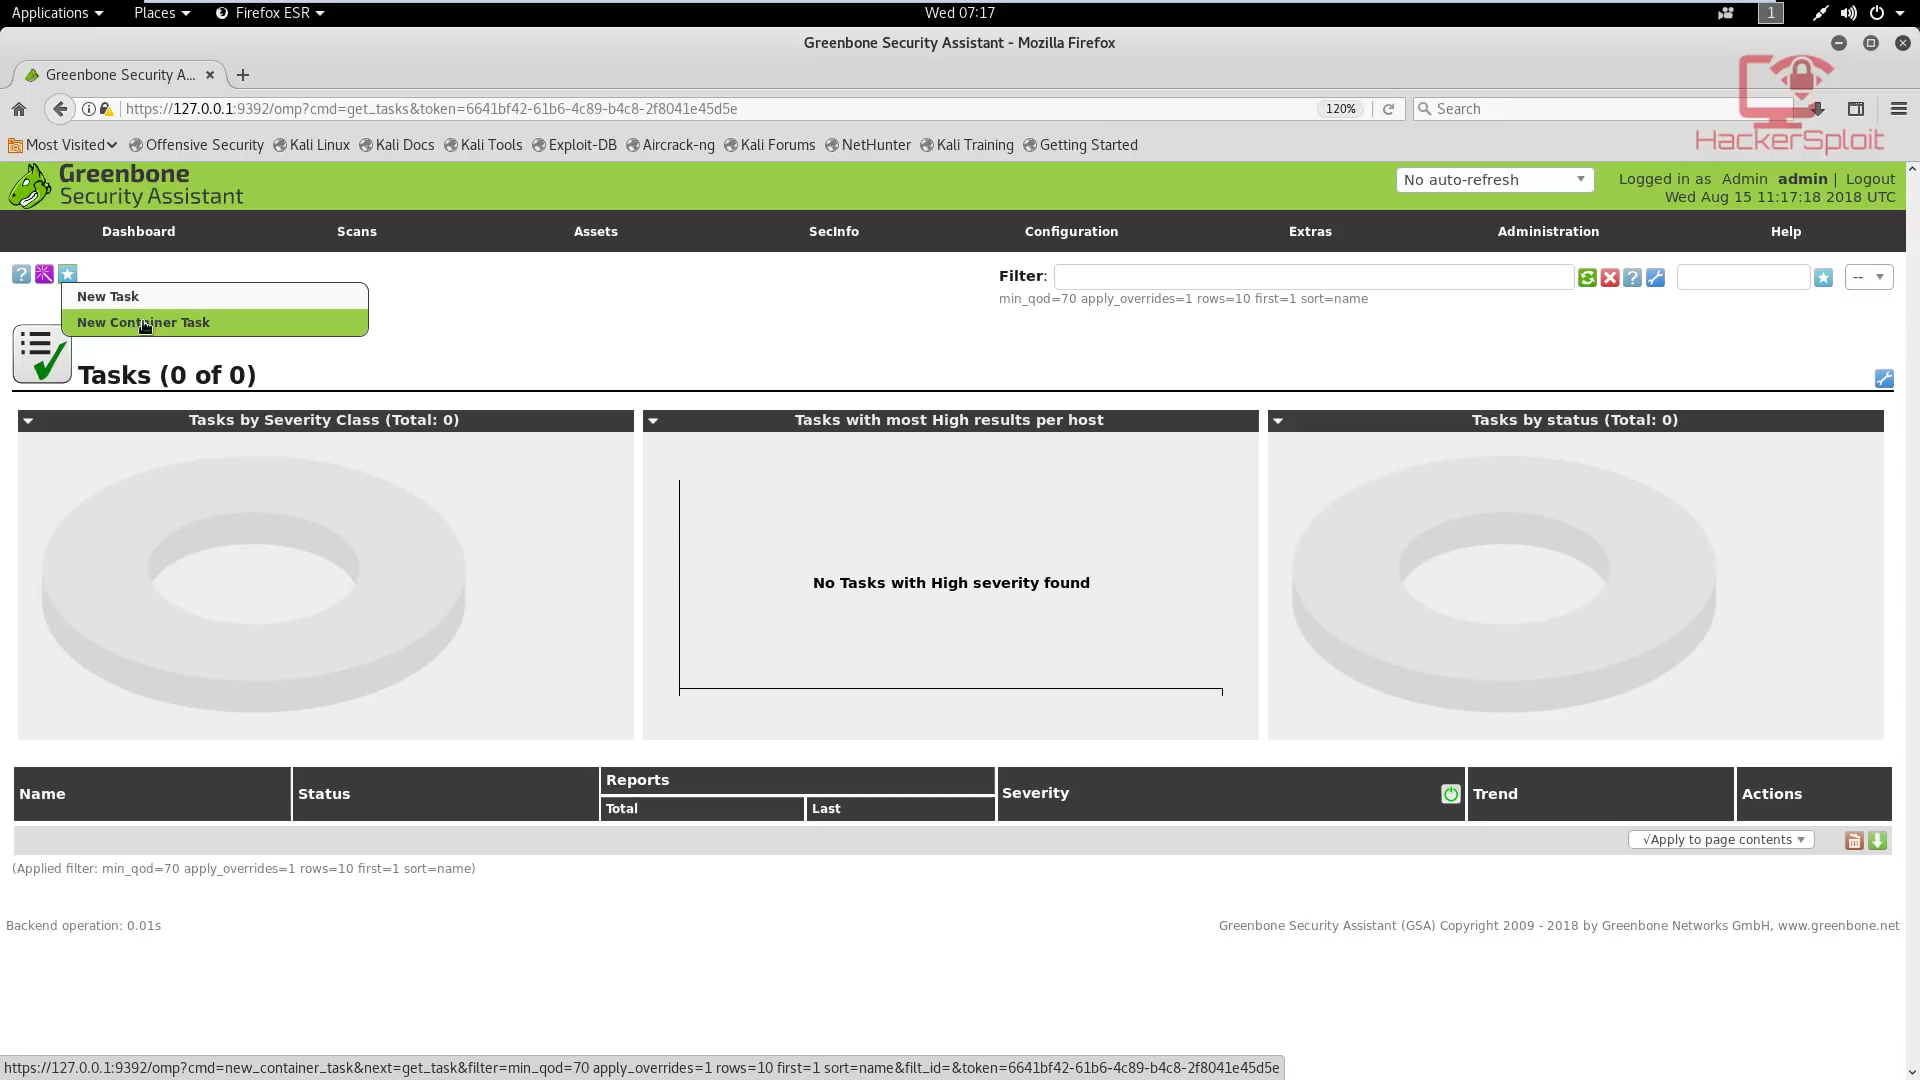 Applications Places Firefox ESR Wed 07:17 1
Greenbone Security Assistant - Mozilla Firefox
Greenbone Security A...
https://127.0.0.1:9392/omp?cmd=get_tasks&token=6641bf42-61b6-4c89-b4c8-2f8041e45d5e 120% Search
HackerSploit
Most Visited Offensive Security Kali Linux Kali Docs Kali Tools Exploit-DB Aircrack-ng Kali Forums NetHunter Kali Training Getting Started
Greenbone
Security Assistant
No auto-refresh
Logged in as Admin admin | Logout
Wed Aug 15 11:17:18 2018 UTC
Dashboard Scans Assets SecInfo Configuration Extras Administration Help
Filter: --
min_qod=70 apply_overrides=1 rows=10 first=1 sort=name
New Task
New Container Task
Tasks (0 of 0)
Tasks by Severity Class (Total: 0)
Tasks with most High results per host
Tasks by status (Total: 0)
No Tasks with High severity found
Name Status Reports Severity Trend Actions
Total Last
√Apply to page contents
(Applied filter: min_qod=70 apply_overrides=1 rows=10 first=1 sort=name)
Backend operation: 0.01s
Greenbone Security Assistant (GSA) Copyright 2009 - 2018 by Greenbone Networks GmbH, www.greenbone.net
https://127.0.0.1:9392/omp?cmd=new_container_task&next=get_task&filter=min_qod=70 apply_overrides=1 rows=10 first=1 sort=name&filt_id=&token=6641bf42-61b6-4c89-b4c8-2f8041e45d5e